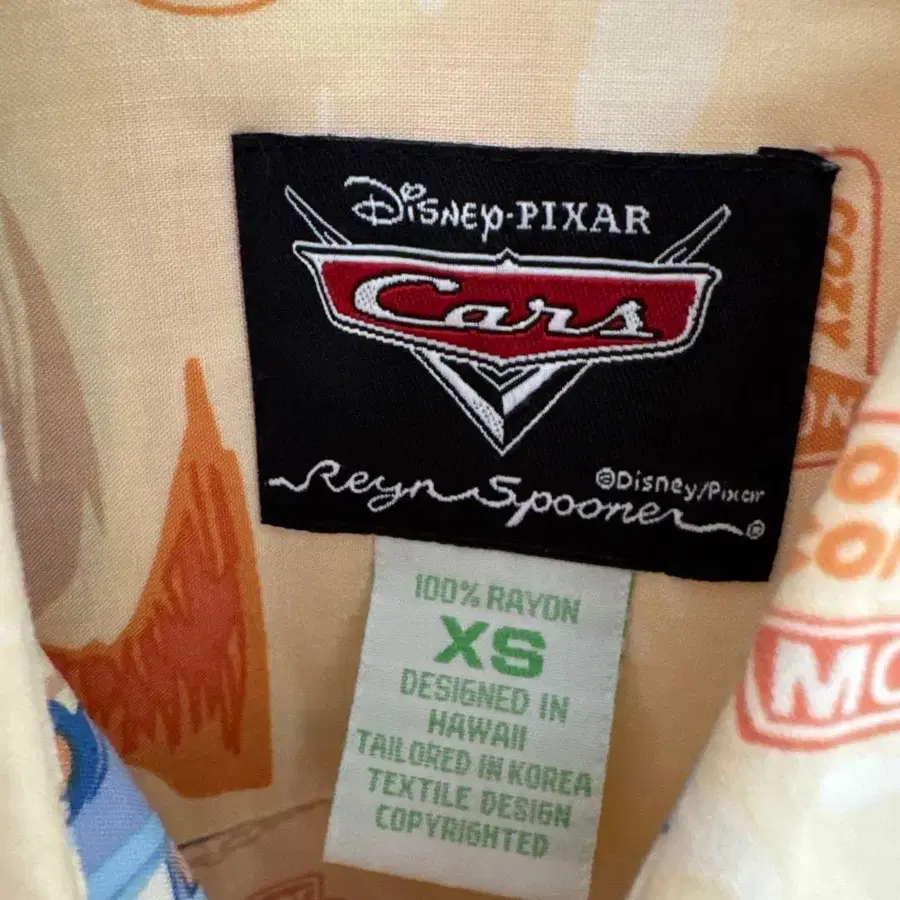 Disney·PIXAR
Cars
©Disney/Pixar
Reyn Spooner®
100% RAYON
XS
DESIGNED IN
HAWAII
TAILORED IN KOREA
TEXTILE DESIGN
COPYRIGHTED
COZY